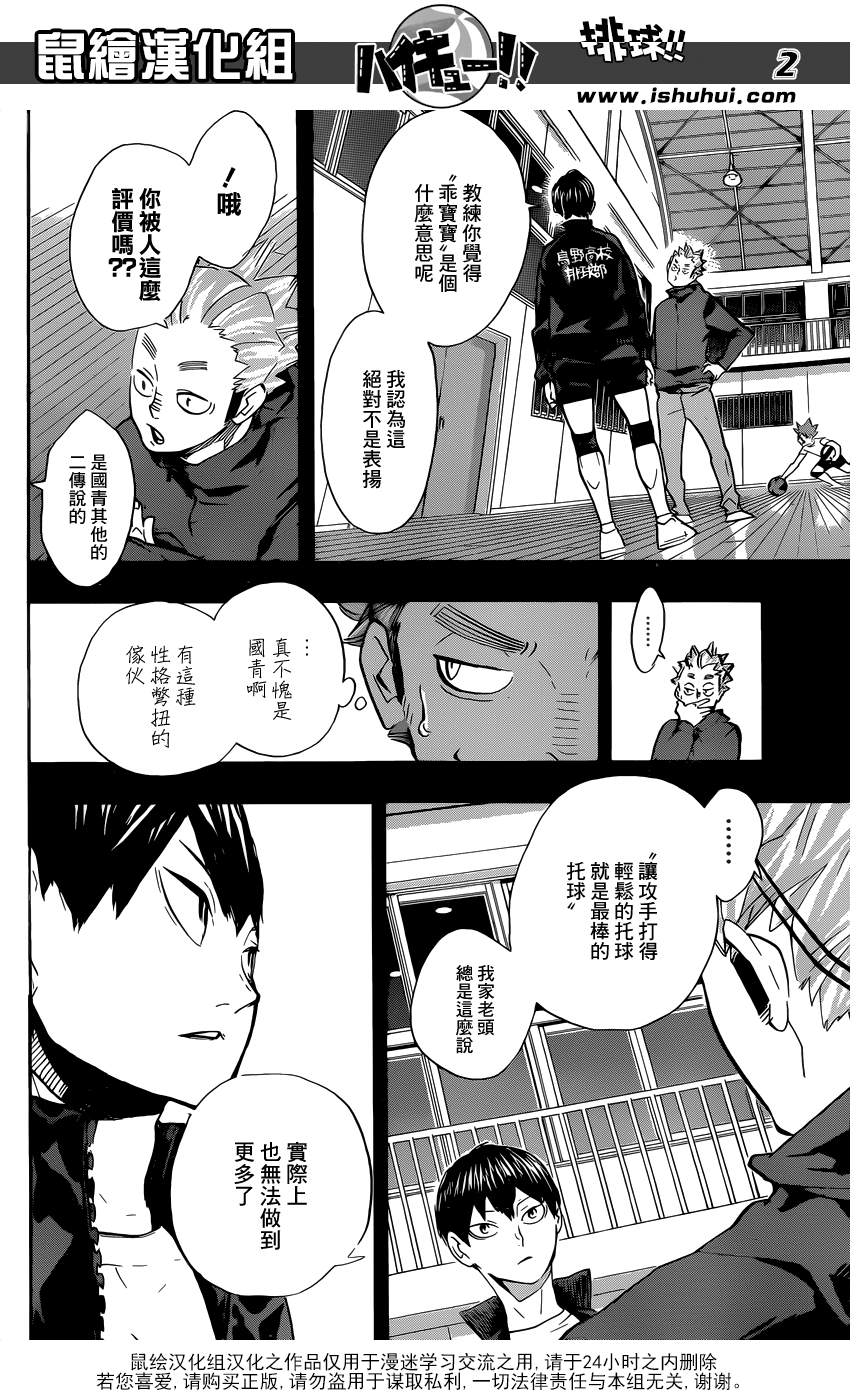 鼠繪漢化組
ハイキュー!!
排球!!
2
www.ishuhui.com
教練你覺得
〝乖寶寶〞是個
什麼意思呢
烏野高校
排球部
我認為這
絕對不是表揚
！哦
你被人這麼
評價嗎??
是國青其他的
二傳說的
……
…
真不愧是
國青啊
有這種
性格彆扭的
傢伙
……
〝讓攻手打得
輕鬆的托球
就是最棒的
托球〞
我家老頭
總是這麼說
實際上
也無法做到
更多了
鼠绘汉化组汉化之作品仅用于漫迷学习交流之用, 请于24小时之内删除
若您喜爱, 请购买正版, 请勿盗用于谋取私利, 一切法律责任与本组无关, 谢谢。